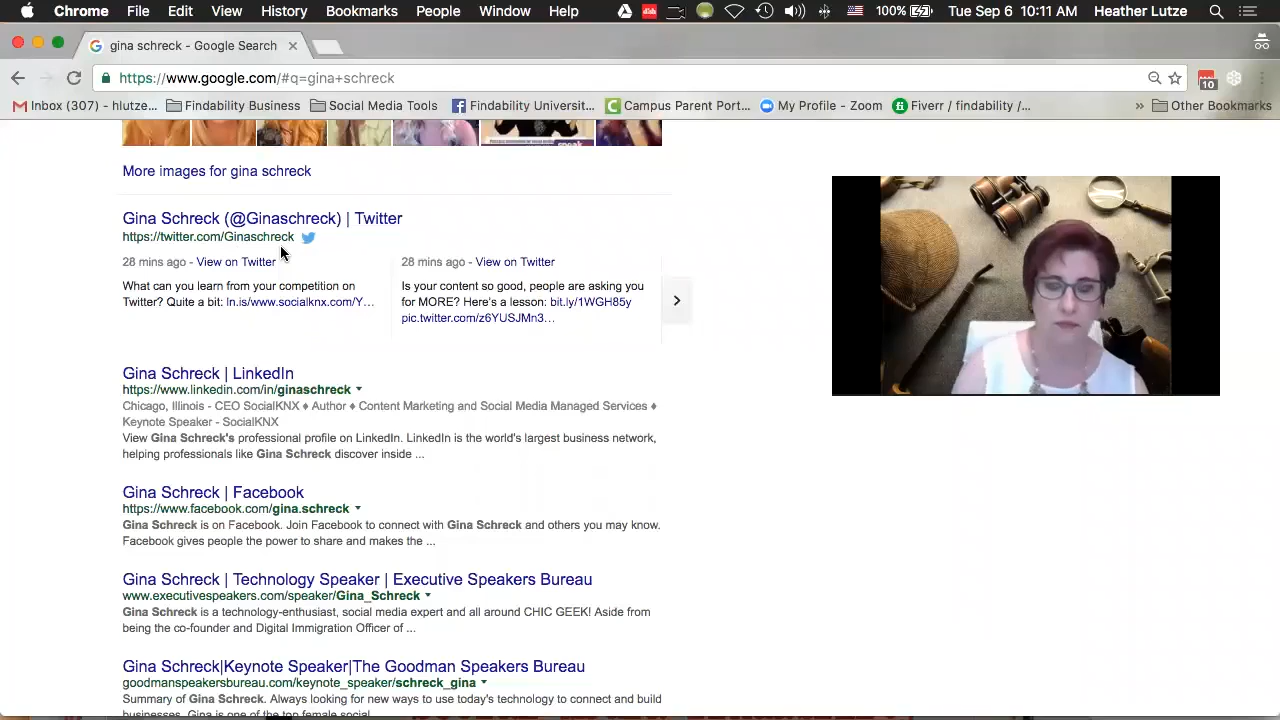 Chrome File Edit View History Bookmarks People Window Help 100% Tue Sep 6 10:11 AM Heather Lutze
gina schreck - Google Search
https://www.google.com/#q=gina+schreck
10
Inbox (307) - hlutze... Findability Business Social Media Tools Findability Universit... Campus Parent Port... My Profile - Zoom Fiverr / findability /... » Other Bookmarks
speak
More images for gina schreck
Gina Schreck (@Ginaschreck) | Twitter
https://twitter.com/Ginaschreck
28 mins ago - View on Twitter
What can you learn from your competition on
Twitter? Quite a bit: ln.is/www.socialknx.com/Y...
28 mins ago - View on Twitter
Is your content so good, people are asking you
for MORE? Here's a lesson: bit.ly/1WGH85y
pic.twitter.com/z6YUSJMn3...
Gina Schreck | LinkedIn
https://www.linkedin.com/in/ginaschreck
Chicago, Illinois - CEO SocialKNX ♦ Author ♦ Content Marketing and Social Media Managed Services ♦
Keynote Speaker - SocialKNX
View Gina Schreck's professional profile on LinkedIn. LinkedIn is the world's largest business network,
helping professionals like Gina Schreck discover inside ...
Gina Schreck | Facebook
https://www.facebook.com/gina.schreck
Gina Schreck is on Facebook. Join Facebook to connect with Gina Schreck and others you may know.
Facebook gives people the power to share and makes the ...
Gina Schreck | Technology Speaker | Executive Speakers Bureau
www.executivespeakers.com/speaker/Gina_Schreck
Gina Schreck is a technology-enthusiast, social media expert and all around CHIC GEEK! Aside from
being the co-founder and Digital Immigration Officer of ...
Gina Schreck|Keynote Speaker|The Goodman Speakers Bureau
goodmanspeakersbureau.com/keynote_speaker/schreck_gina
Summary of Gina Schreck. Always looking for new ways to use today's technology to connect and build
businesses, Gina is one of the top female social